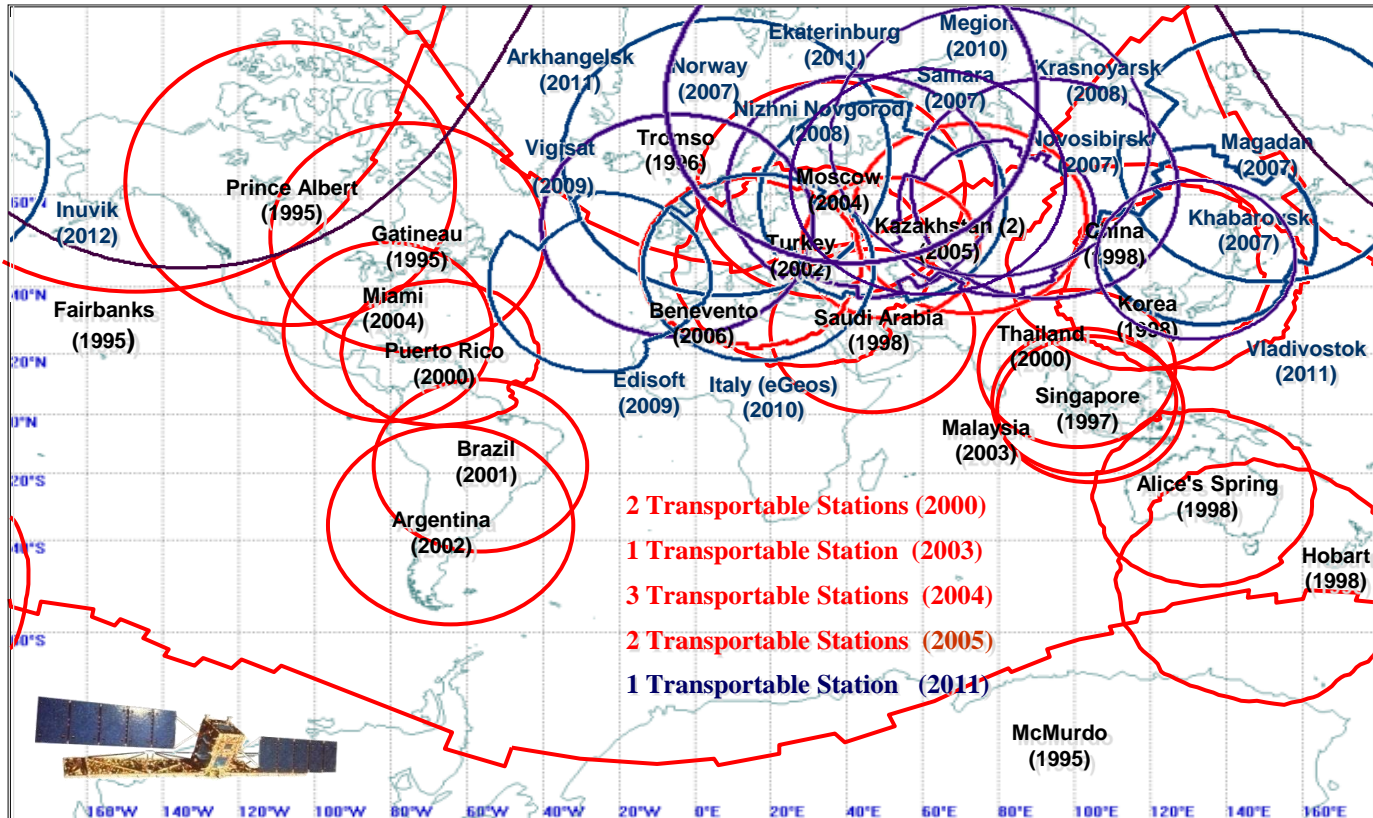 Megion
(2010)
Ekaterinburg
(2011)
Arkhangelsk
(2011)
Norway
(2007)
Samara
(2007)
Krasnoyarsk
(2008)
Nizhni Novgorod
(2008)
Tromso
(1996)
Novosibirsk
(2007)
Magadan
(2007)
Vigisat
(2009)
Moscow
(2004)
Prince Albert
(1995)
60°N
Inuvik
(2012)
Gatineau
(1995)
Turkey
(2002)
Kazakhstan (2)
(2005)
China
(1998)
Khabarovsk
(2007)
40°N
Fairbanks
(1995)
Miami
(2004)
Benevento
(2006)
Saudi Arabia
(1998)
Korea
(1998)
Thailand
(2000)
Vladivostok
(2011)
20°N
Puerto Rico
(2000)
Edisoft
(2009)
Italy (eGeos)
(2010)
Singapore
(1997)
0°N
Malaysia
(2003)
Brazil
(2001)
20°S
Alice's Spring
(1998)
2 Transportable Stations (2000)
Argentina
(2002)
40°S
1 Transportable Station (2003)
Hobart
(1998)
3 Transportable Stations (2004)
60°S
2 Transportable Stations (2005)
1 Transportable Station (2011)
McMurdo
(1995)
160°W 140°W 120°W 100°W 80°W 60°W 40°W 20°W 0°E 20°E 40°E 60°E 80°E 100°E 120°E 140°E 160°E